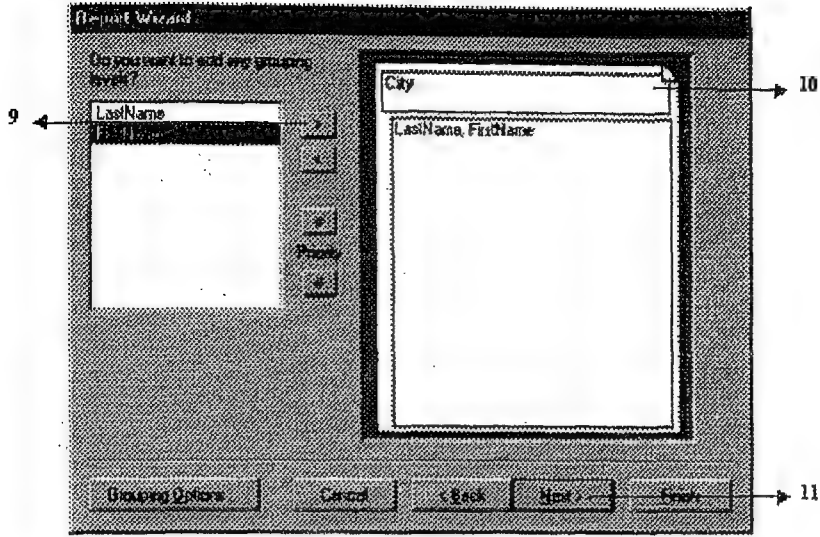 Report Wizard
Do you want to add any grouping
levels?
City
10
9
LastName
FirstName
>
<
LastName, FirstName
Priority
Grouping Options ...
Cancel
< Back
Next >
Finish
11